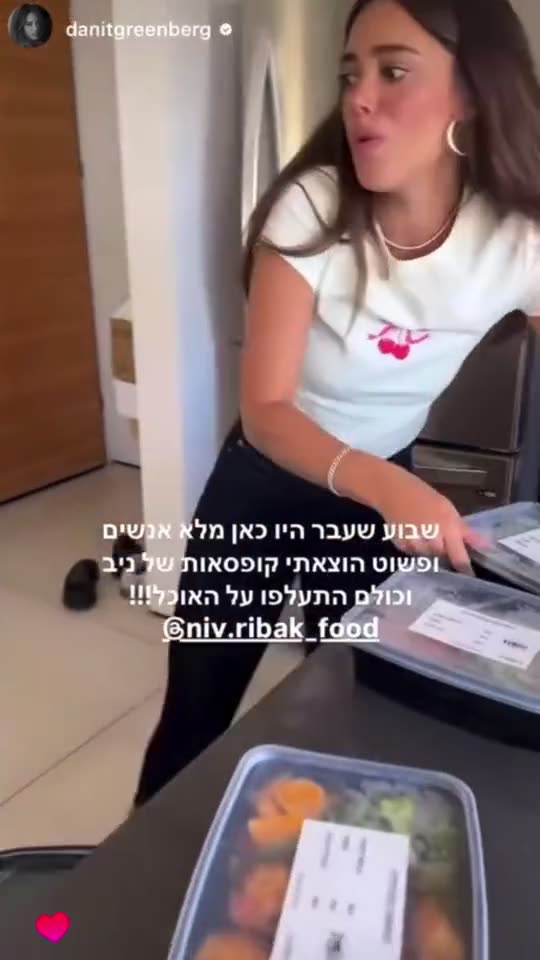 danitgreenberg
שבוע שעבר היו כאן מלא אנשים
ופשוט הוצאתי קופסאות של ניב
וכולם התעלפו על האוכל!!!
@niv.ribak_food